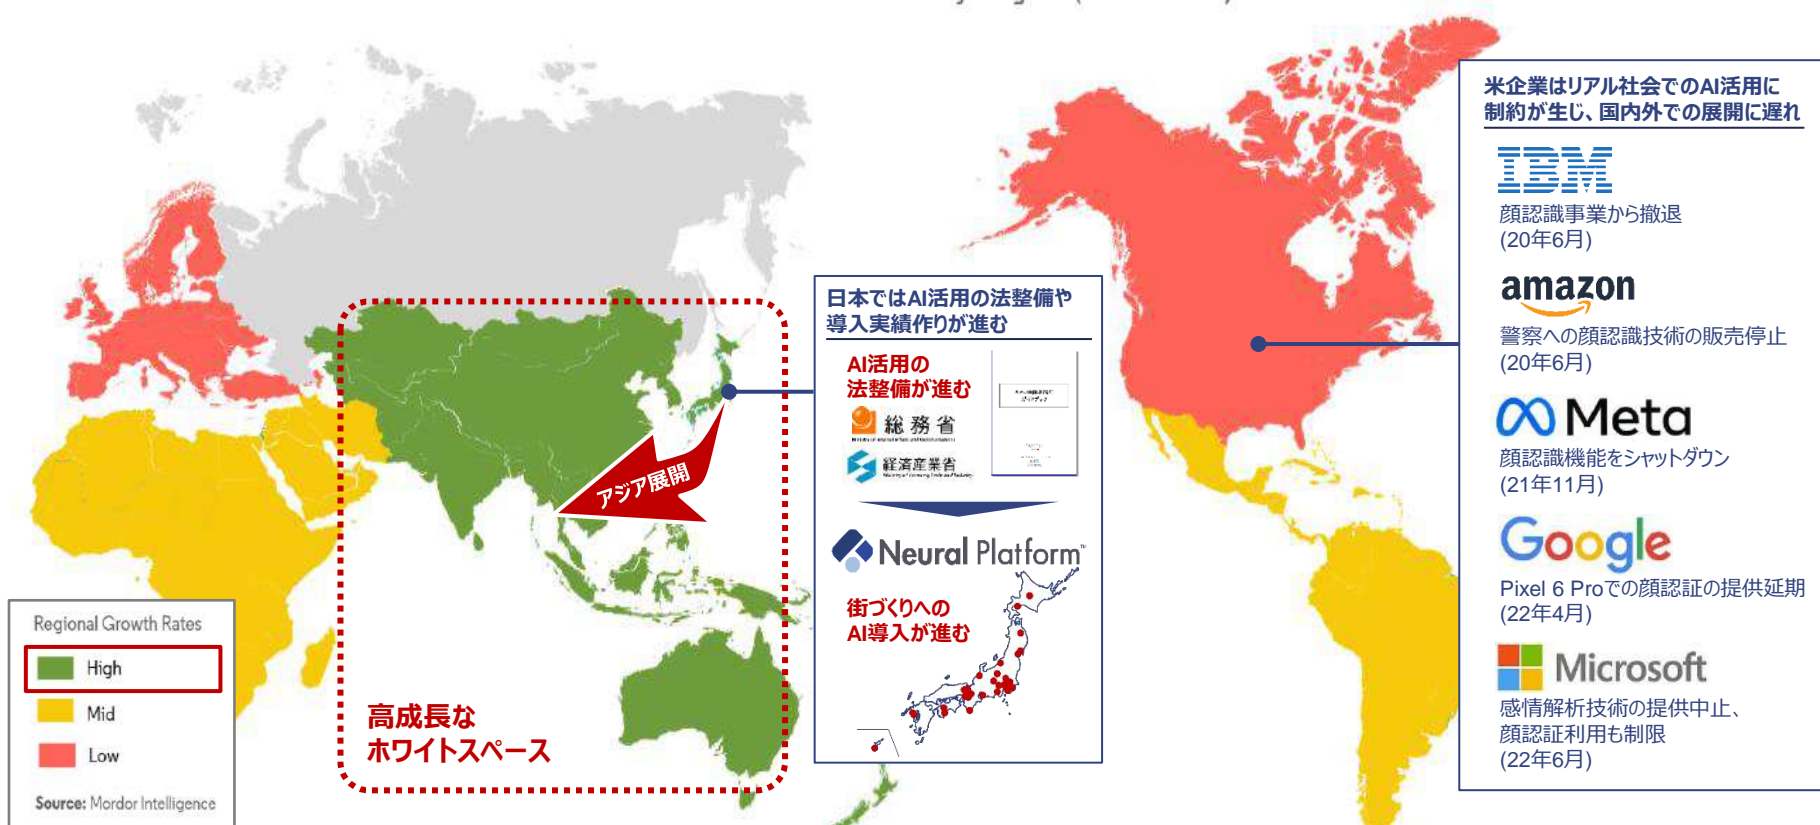 米企業はリアル社会でのAI活用に
制約が生じ、国内外での展開に遅れ
IBM
顔認識事業から撤退
(20年6月)
amazon
警察への顔認識技術の販売停止
(20年6月)
Meta
顔認識機能をシャットダウン
(21年11月)
Google
Pixel 6 Proでの顔認証の提供延期
(22年4月)
Microsoft
感情解析技術の提供中止、
顔認証利用も制限
(22年6月)
日本ではAI活用の法整備や
導入実績作りが進む
AI活用の
法整備が進む
総務省
経済産業省
Neural Platform
街づくりへの
AI導入が進む
アジア展開
高成長な
ホワイトスペース
Regional Growth Rates
High
Mid
Low
Source: Mordor Intelligence